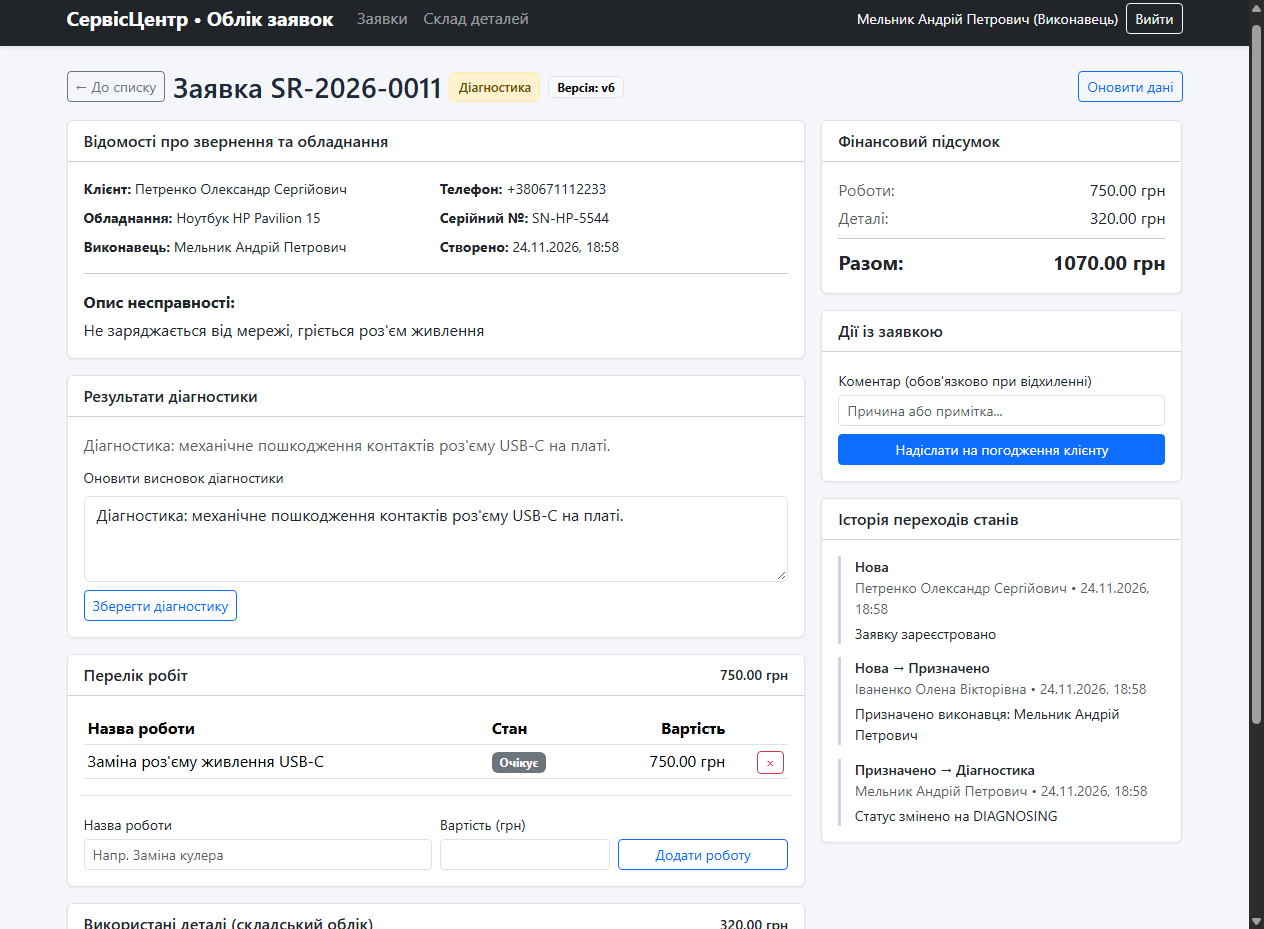 СервісЦентр • Облік заявок
Заявки
Склад деталей
Мельник Андрій Петрович (Виконавець)
Выйти
← До списку
Заявка SR-2026-0011
Діагностика
Версія: v6
Оновити дані
Відомості про звернення та обладнання
Клієнт: Петренко Олександр Сергійович
Телефон: +380671112233
Обладнання: Ноутбук HP Pavilion 15
Серійний №: SN-HP-5544
Виконавець: Мельник Андрій Петрович
Створено: 24.11.2026, 18:58
Опис несправності:
Не заряджається від мережі, гріється роз'єм живлення
Результати діагностики
Діагностика: механічне пошкодження контактів роз'єму USB-C на платі.
Оновити висновок діагностики
Діагностика: механічне пошкодження контактів роз'єму USB-C на платі.
Зберегти діагностику
Перелік робіт
750.00 грн
Назва роботи
Стан
Вартість
Заміна роз'єму живлення USB-C
Очікує
750.00 грн
×
Назва роботи
Вартість (грн)
Напр. Заміна кулера
Додати роботу
Використані деталі (складський облік)
320.00 грн
Фінансовий підсумок
Роботи:
750.00 грн
Деталі:
320.00 грн
Разом:
1070.00 грн
Дії із заявкою
Коментар (обов'язково при відхиленні)
Причина або примітка...
Надіслати на погодження клієнту
Історія переходів станів
Нова
Петренко Олександр Сергійович • 24.11.2026,
18:58
Заявку зареєстровано
Нова → Призначено
Іваненко Олена Вікторівна • 24.11.2026, 18:58
Призначено виконавця: Мельник Андрій
Петрович
Призначено → Діагностика
Мельник Андрій Петрович • 24.11.2026, 18:58
Статус змінено на DIAGNOSING